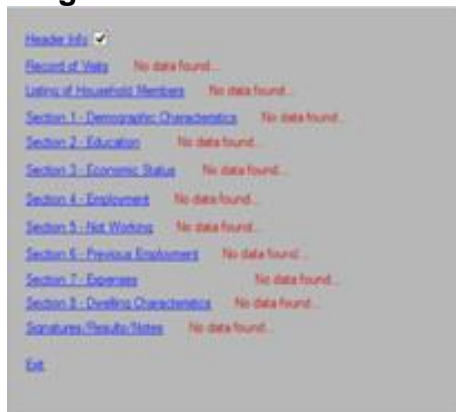 Header Info
Record of Visits No data found...
Listing of Household Members No data found...
Section 1 - Demographic Characteristics No data found...
Section 2 - Education No data found...
Section 3 - Economic Status No data found...
Section 4 - Employment No data found...
Section 5 - Not Working No data found...
Section 6 - Previous Employment No data found...
Section 7 - Expenses No data found...
Section 8 - Dwelling Characteristics No data found...
Signatures/Results/Notes No data found...
Exit